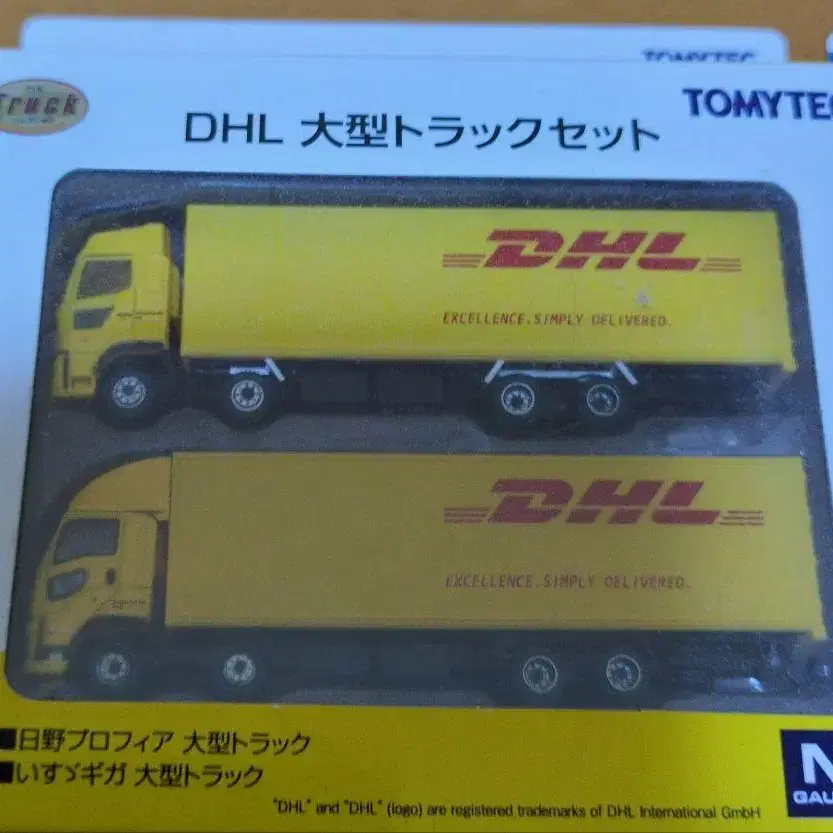 TOMYTEC
THE
Truck
DHL 大型トラックセット
TOMYTEC
DHL
EXCELLENCE. SIMPLY DELIVERED.
DHL
EXCELLENCE. SIMPLY DELIVERED.
■日野プロフィア 大型トラック
■いすゞギガ 大型トラック
N
GAU
"DHL" and "DHL" (logo) are registered trademarks of DHL International GmbH